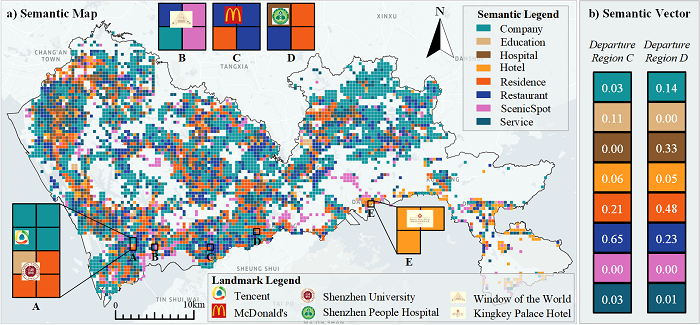 a) Semantic Map
XINXU
N
Semantic Legend
Company
Education
Hospital
Hotel
Residence
Restaurant
ScenicSpot
Service
CHANG'AN
TOWN
TANGXIA
B
C
D
A
B
C
D
E
E
A
SHEUNG SHUI
TIN SHUI WAI
0
10km
Landmark Legend
Tencent
Shenzhen University
Window of the World
McDonald's
Shenzhen People Hospital
Kingkey Palace Hotel
b) Semantic Vector
Departure
Region C
Departure
Region D
0.03
0.14
0.11
0.00
0.00
0.33
0.06
0.05
0.21
0.48
0.65
0.23
0.00
0.00
0.03
0.01